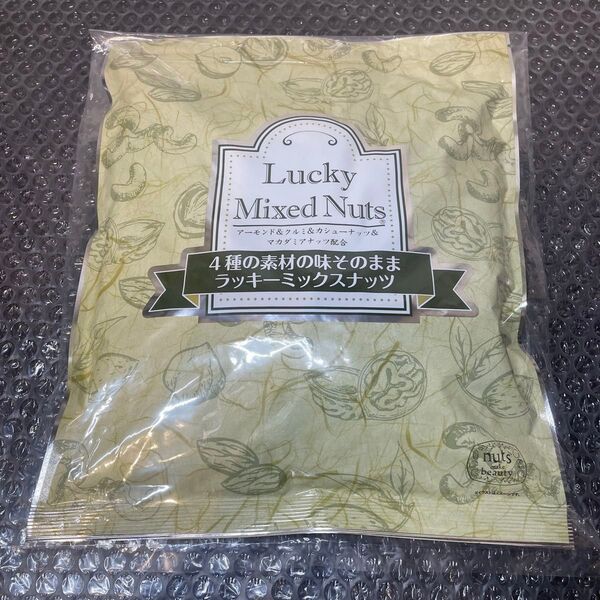 Lucky
Mixed Nuts®
アーモンド&クルミ&カシューナッツ&
マカダミアナッツ配合
4種の素材の味そのまま
ラッキーミックスナッツ
nuts
make
beauty